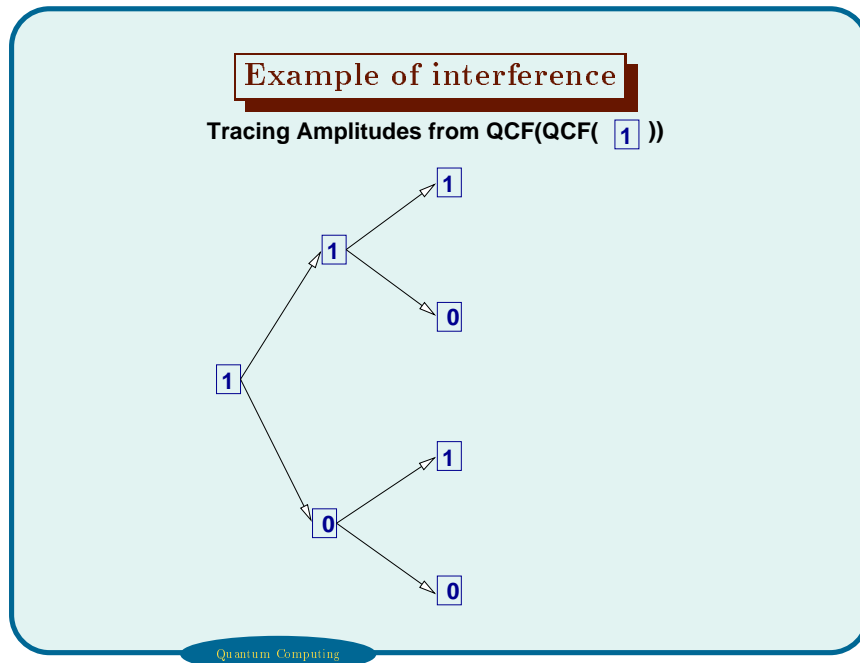 Example of interference
Tracing Amplitudes from QCF(QCF( 1 ))
1
1
0
1
1
0
0
Quantum Computing